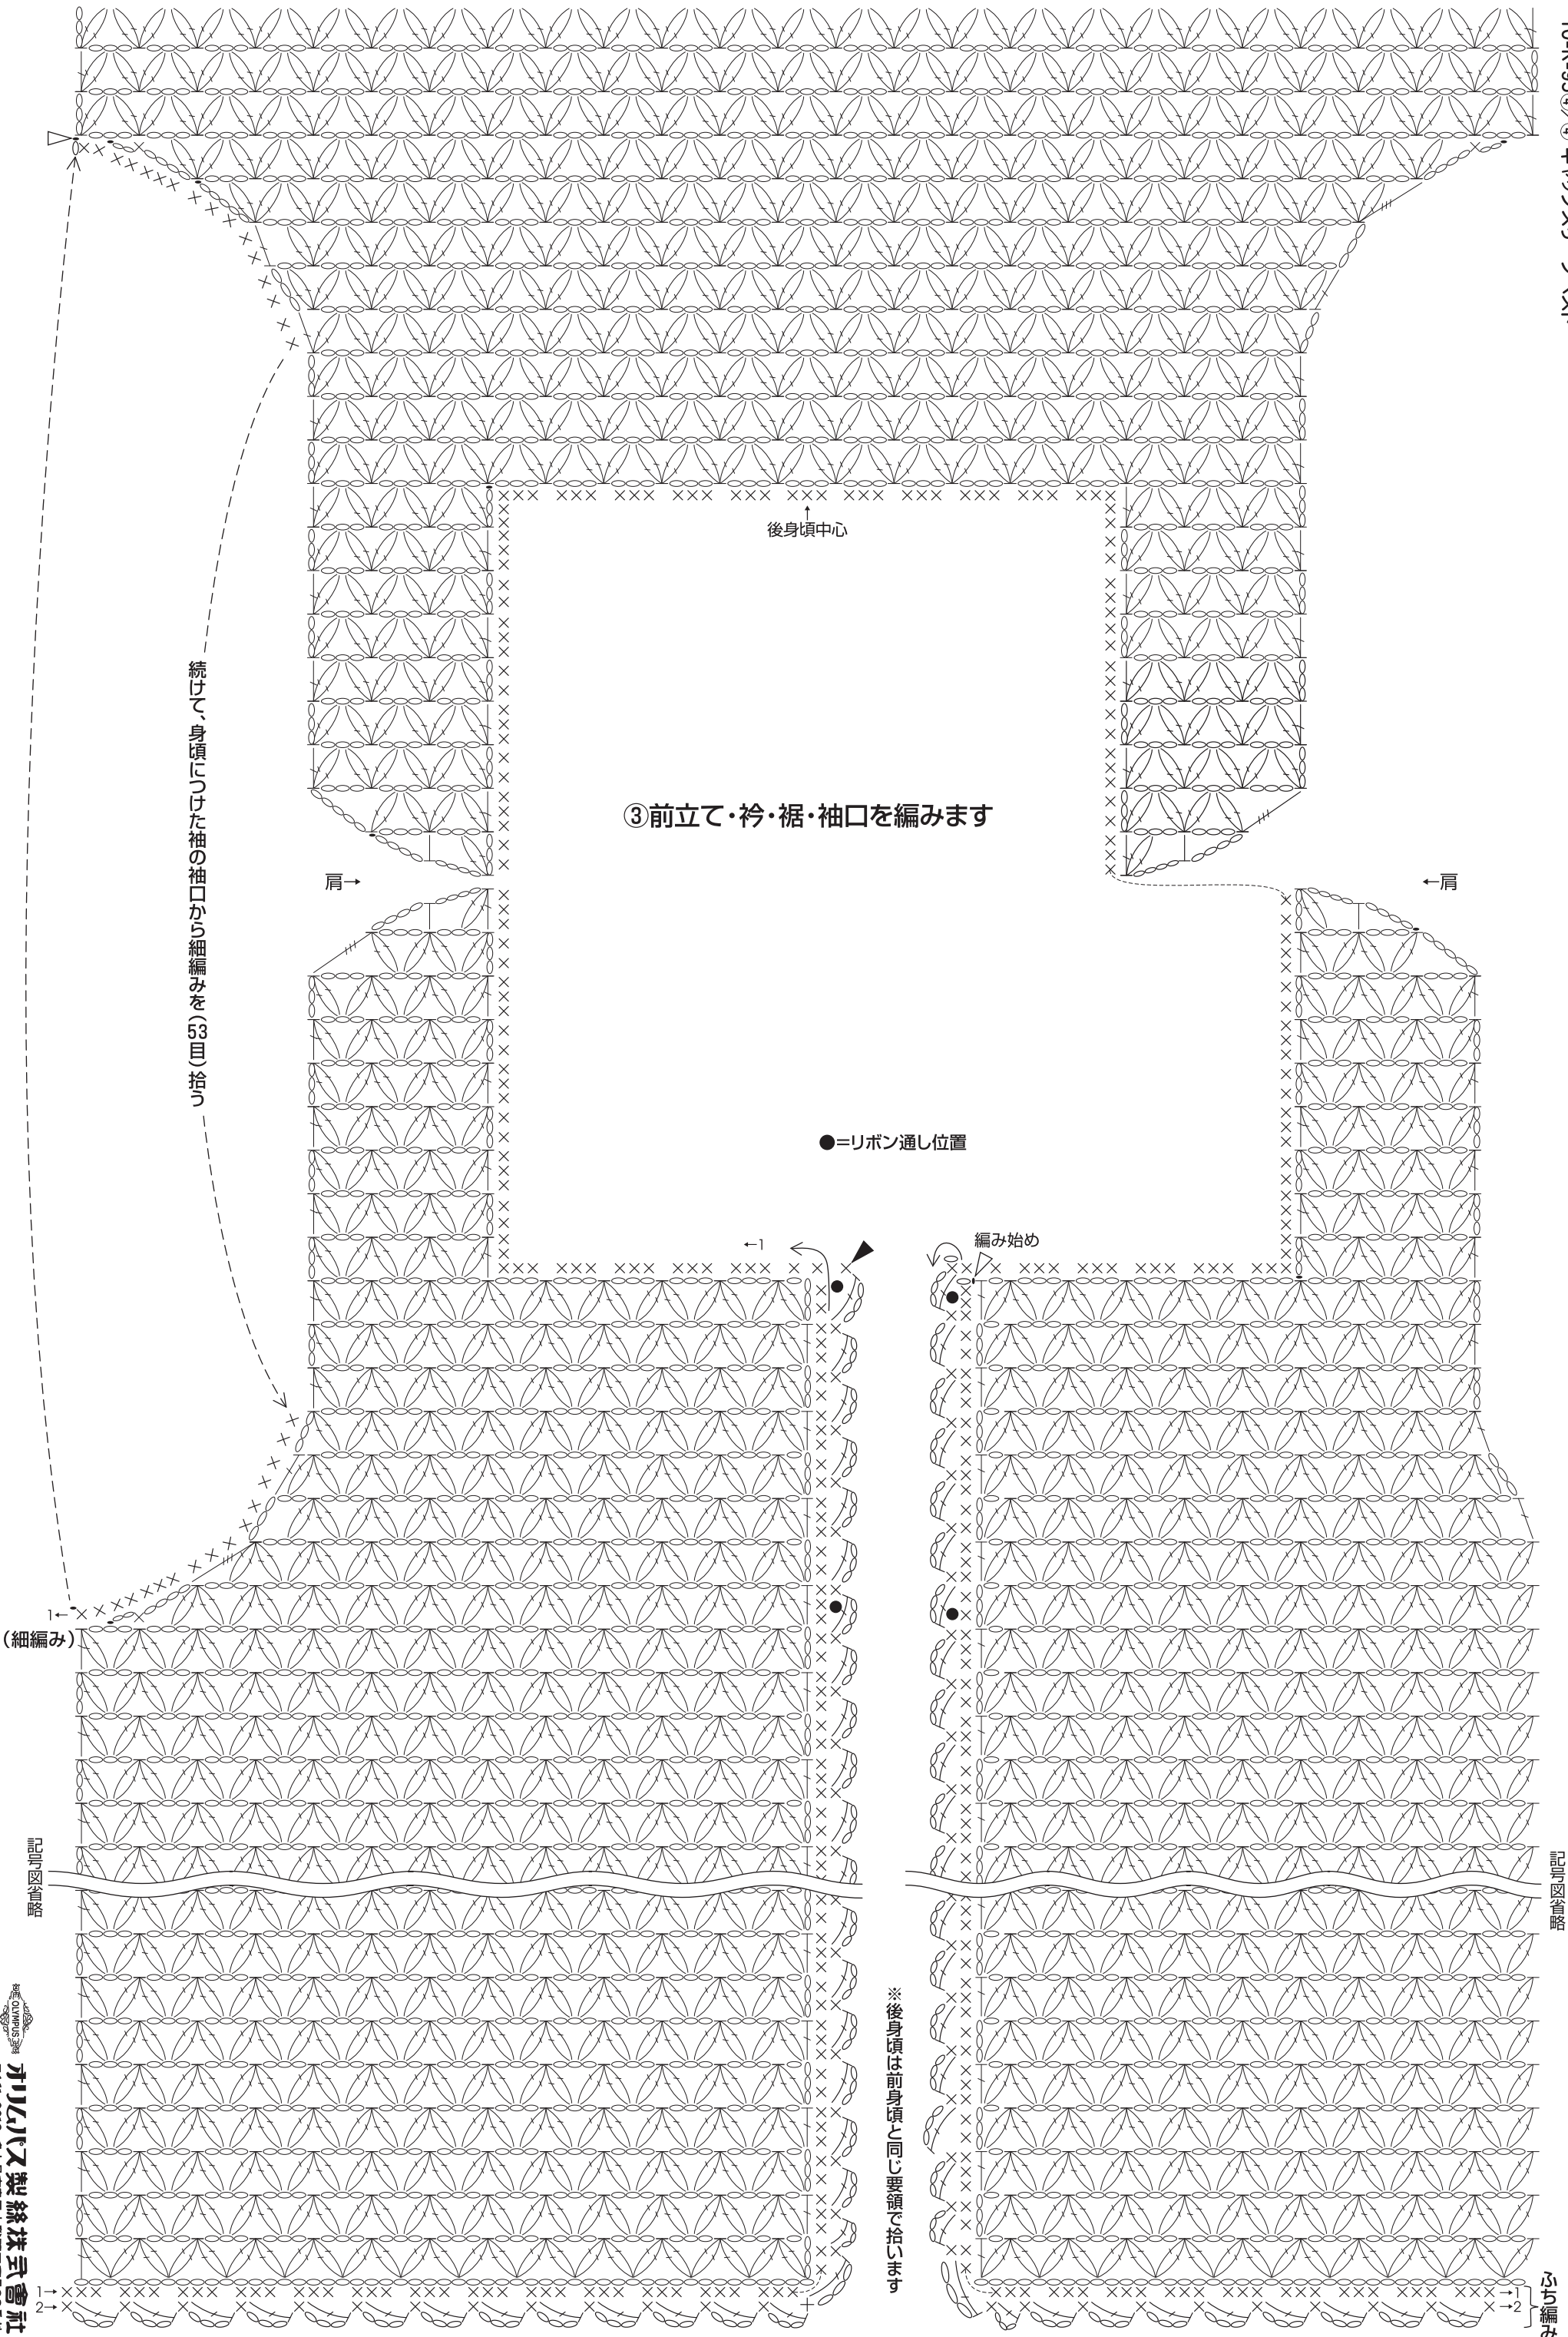 後身頃中心
続けて、身頃につけた袖の袖口から細編みを(53目)拾う
③前立て・衿・裾・袖口を編みます
肩→
←肩
●=リボン通し位置
←1
編み始め
1←
(細編み)
記号図省略
記号図省略
※後身頃は前身頃と同じ要領で拾います
OLYMPUS
オリムパス製絲株式會社
1→
2→
→1
→2
ふち編み